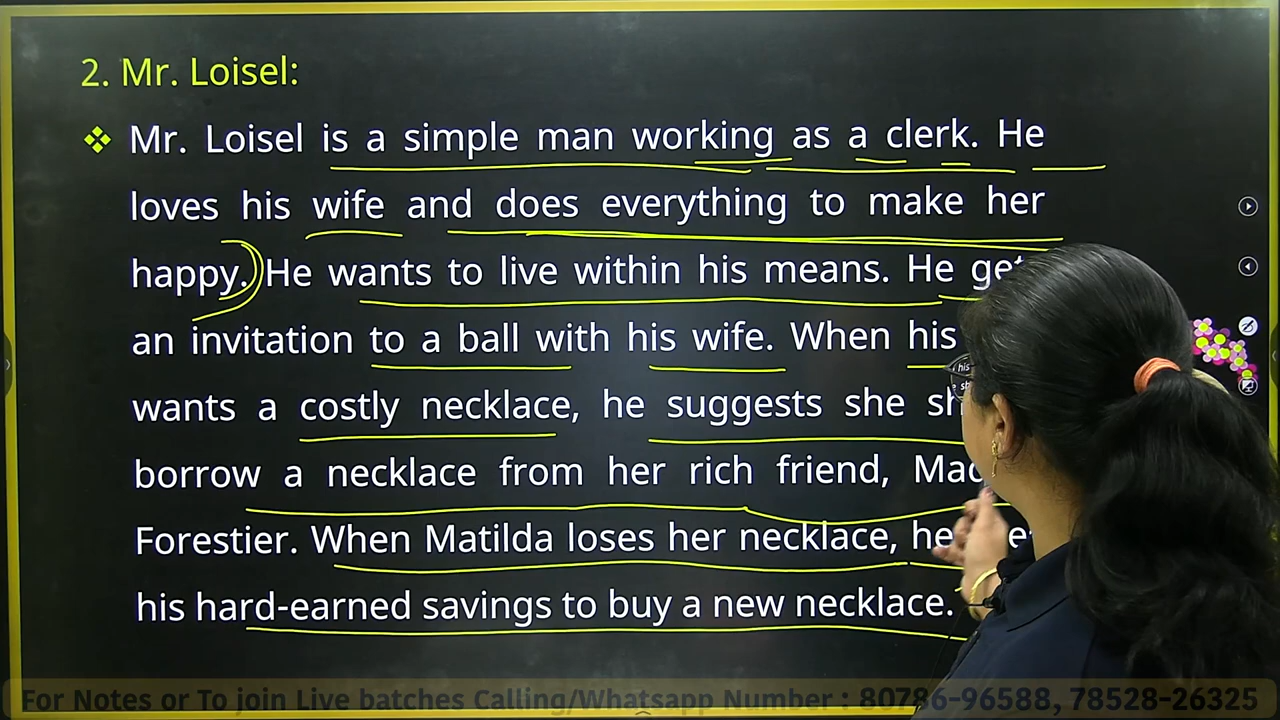 2. Mr. Loisel:
❖ Mr. Loisel is a simple man working as a clerk. He
loves his wife and does everything to make her
happy. He wants to live within his means. He
an invitation to a ball with his wife. When his
wants a costly necklace, he suggests she
borrow a necklace from her rich friend,
Forestier. When Matilda loses her necklace, he
his hard-earned savings to buy a new necklace.
For Notes or To join Live batches Calling/Whatsapp Number : 80786-96588, 78528-26325